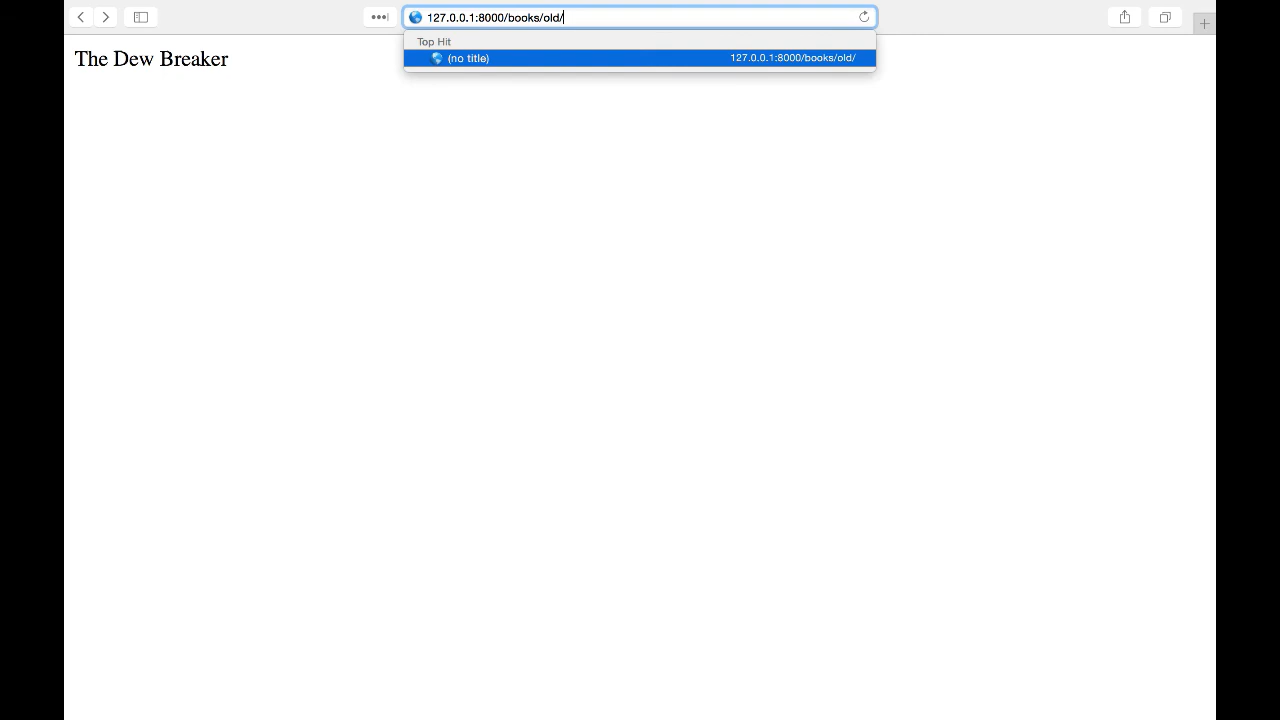 127.0.0.1:8000/books/old/
Top Hit
(no title) 127.0.0.1:8000/books/old/
The Dew Breaker